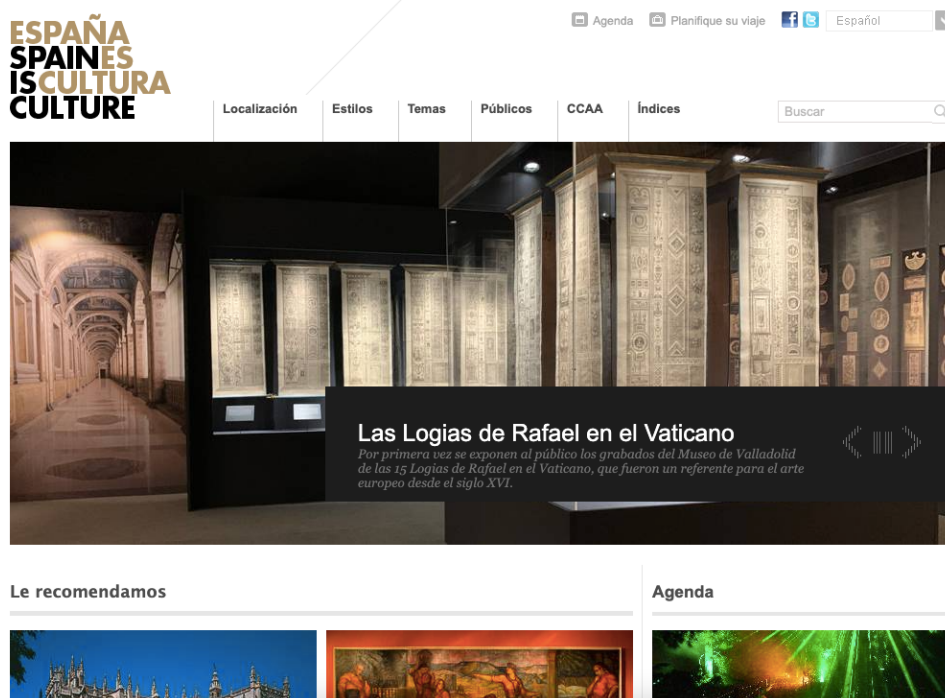 ESPAÑA
SPAINES
ISCULTURA
CULTURE
Agenda
Planifique su viaje
Español
Localización
Estilos
Temas
Públicos
CCAA
Índices
Buscar
Las Logias de Rafael en el Vaticano
Por primera vez se exponen al público los grabados del Museo de Valladolid
de las 15 Logias de Rafael en el Vaticano, que fueron un referente para el arte
europeo desde el siglo XVI.
Le recomendamos
Agenda